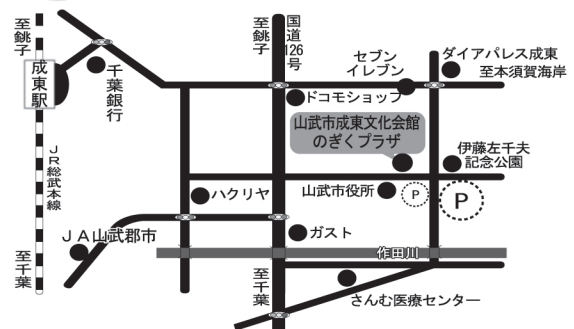 至銚子
成東駅
JR総武本線
至千葉
千葉銀行
至銚子
国道126号
セブン
イレブン
ダイアパレス成東
至本須賀海岸
ドコモショップ
山武市成東文化会館
のぎくプラザ
伊藤左千夫
記念公園
ハクリヤ
山武市役所
P
P
JA山武郡市
ガスト
作田川
至千葉
さんむ医療センター